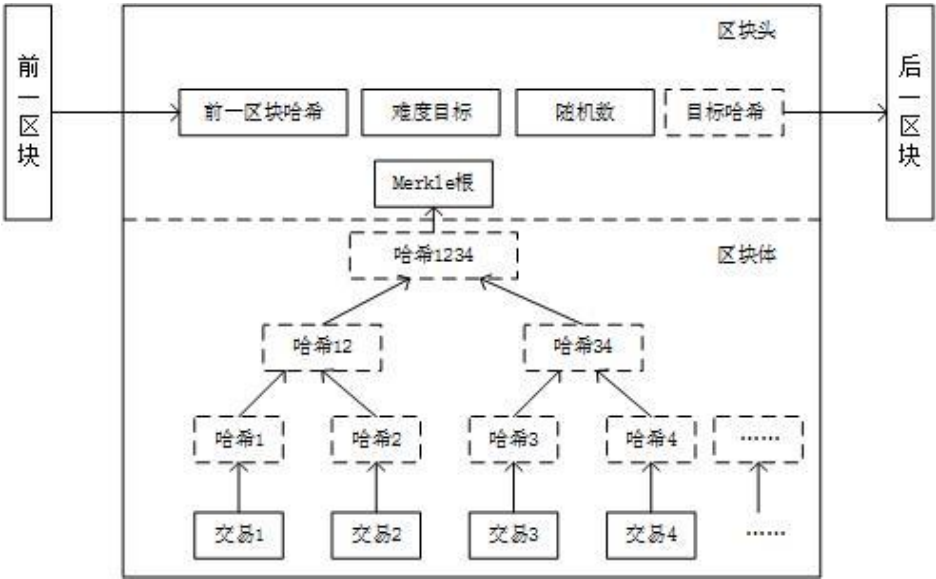 区块头
前一区块
前一区块哈希
难度目标
随机数
目标哈希
后一区块
Merkle根
区块体
哈希1234
哈希12
哈希34
哈希1
哈希2
哈希3
哈希4
……
交易1
交易2
交易3
交易4
……